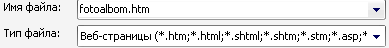 Имя файла: fotoalbom.htm
Тип файла: Веб-страницы (*.htm;*.html;*.shtml;*.shtm;*.stm;*.asp;*